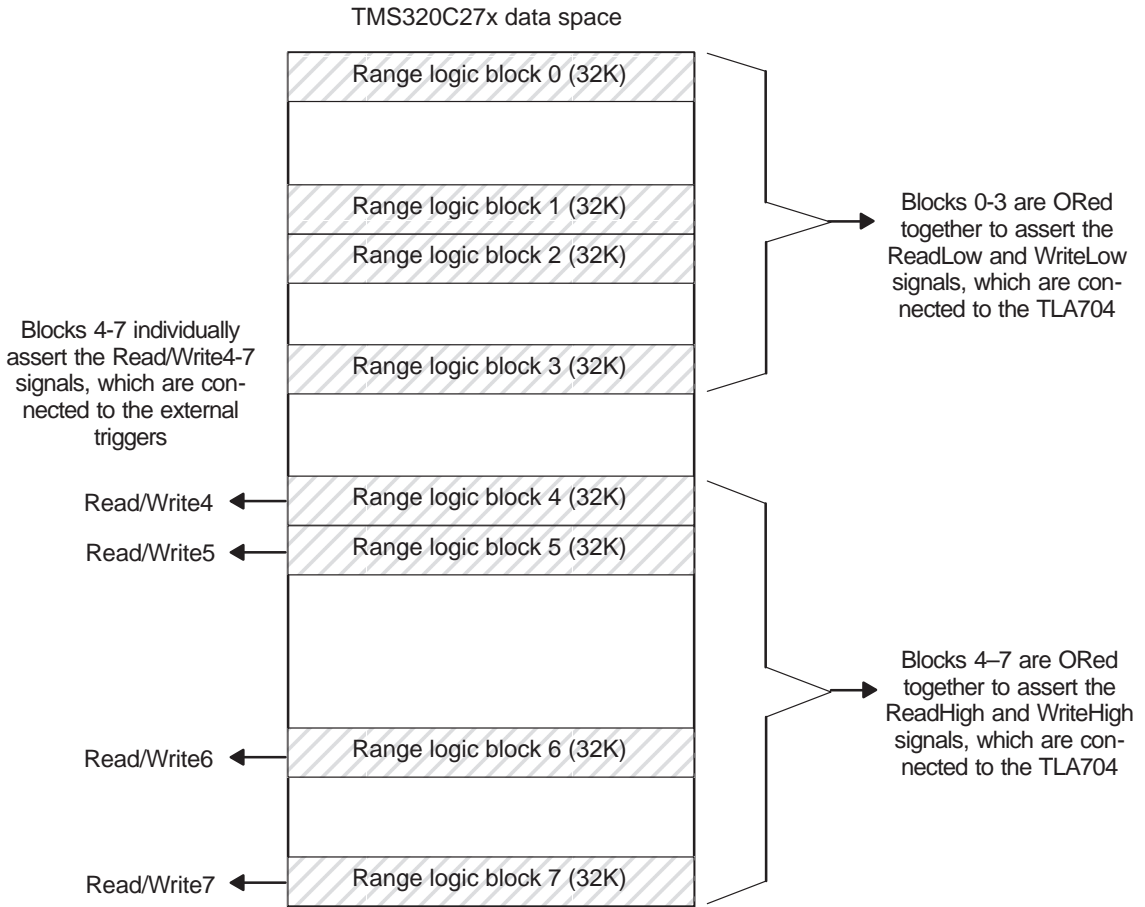 TMS320C27x data space
Range logic block 0 (32K)
Range logic block 1 (32K)
Range logic block 2 (32K)
Range logic block 3 (32K)
Blocks 0-3 are ORed
together to assert the
ReadLow and WriteLow
signals, which are con-
nected to the TLA704
Blocks 4-7 individually
assert the Read/Write4-7
signals, which are con-
nected to the external
triggers
Read/Write4
Range logic block 4 (32K)
Read/Write5
Range logic block 5 (32K)
Blocks 4–7 are ORed
together to assert the
ReadHigh and WriteHigh
signals, which are con-
nected to the TLA704
Read/Write6
Range logic block 6 (32K)
Read/Write7
Range logic block 7 (32K)